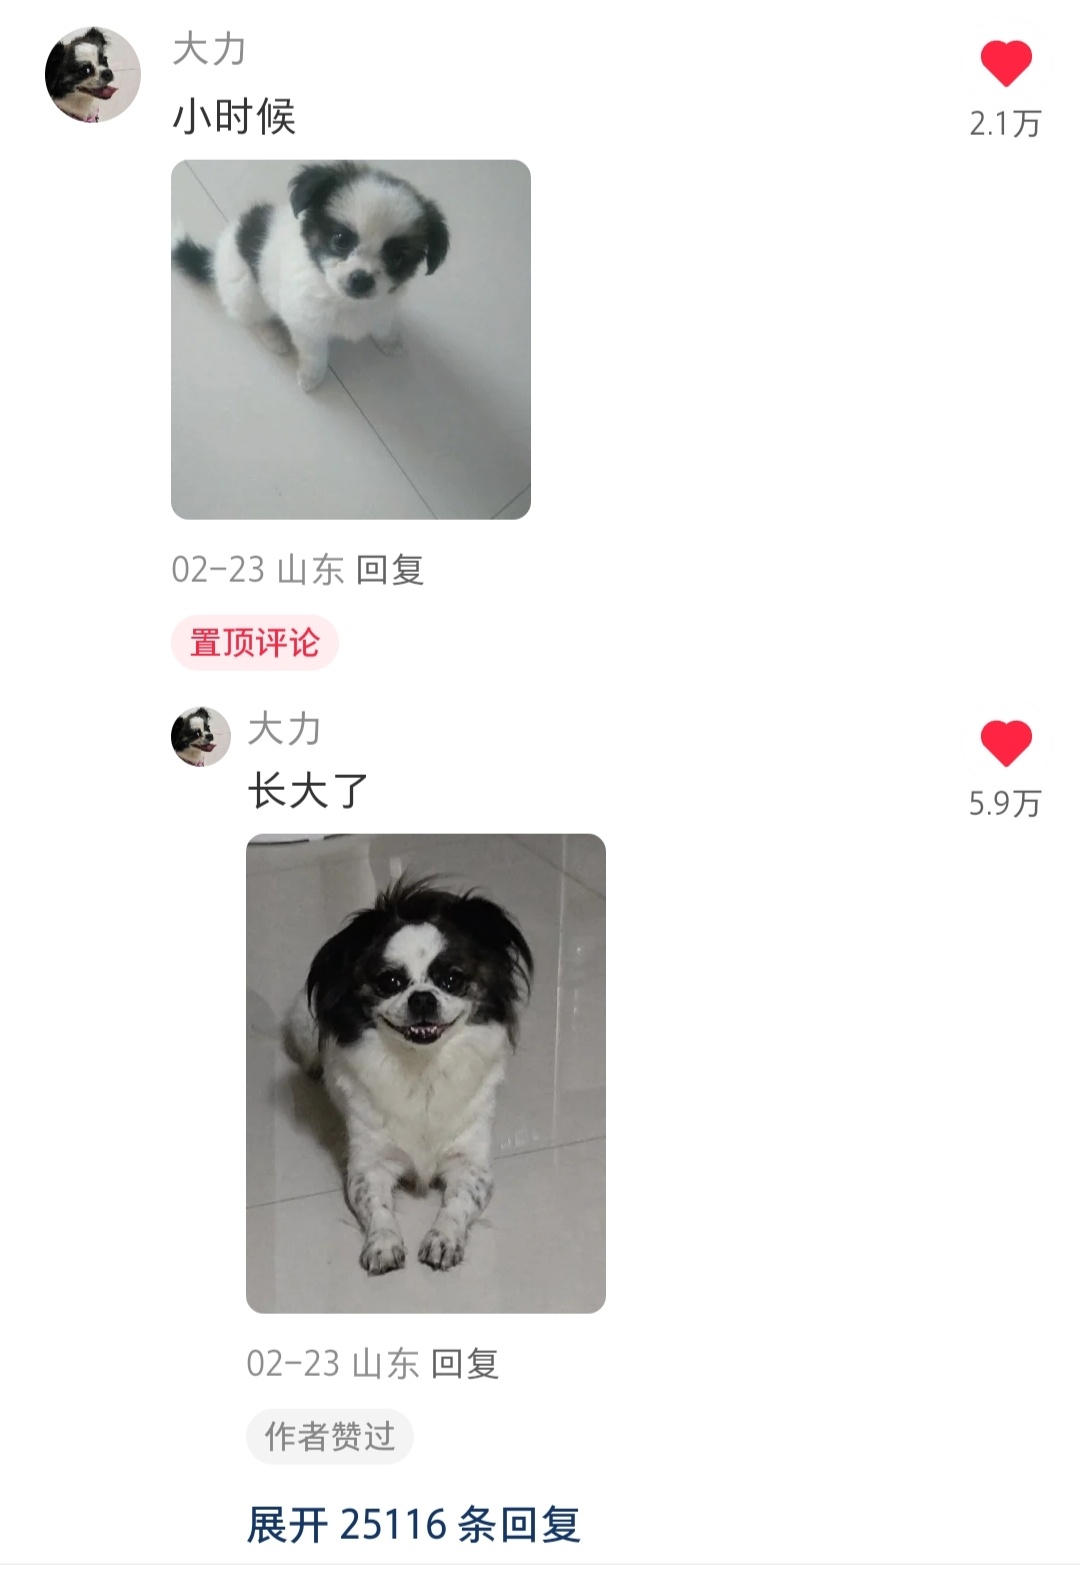 大力
小时候
2.1万
02-23 山东 回复
置顶评论
大力
长大了
5.9万
02-23 山东 回复
作者赞过
展开 25116 条回复